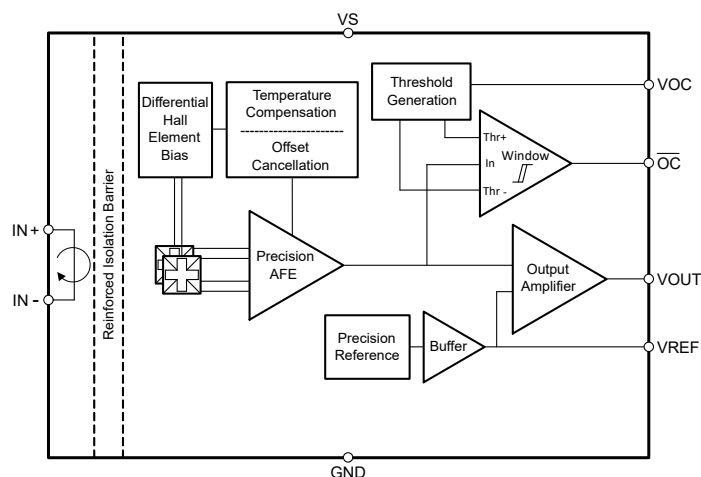 VS
Differential
Hall
Element
Bias
Temperature
Compensation
Offset
Cancellation
Threshold
Generation
VOC
Thr+
In
Window
Thr -
OC
IN+
IN -
Reinforced Isolation Barrier
Precision
AFE
Output
Amplifier
VOUT
Precision
Reference
Buffer
VREF
GND